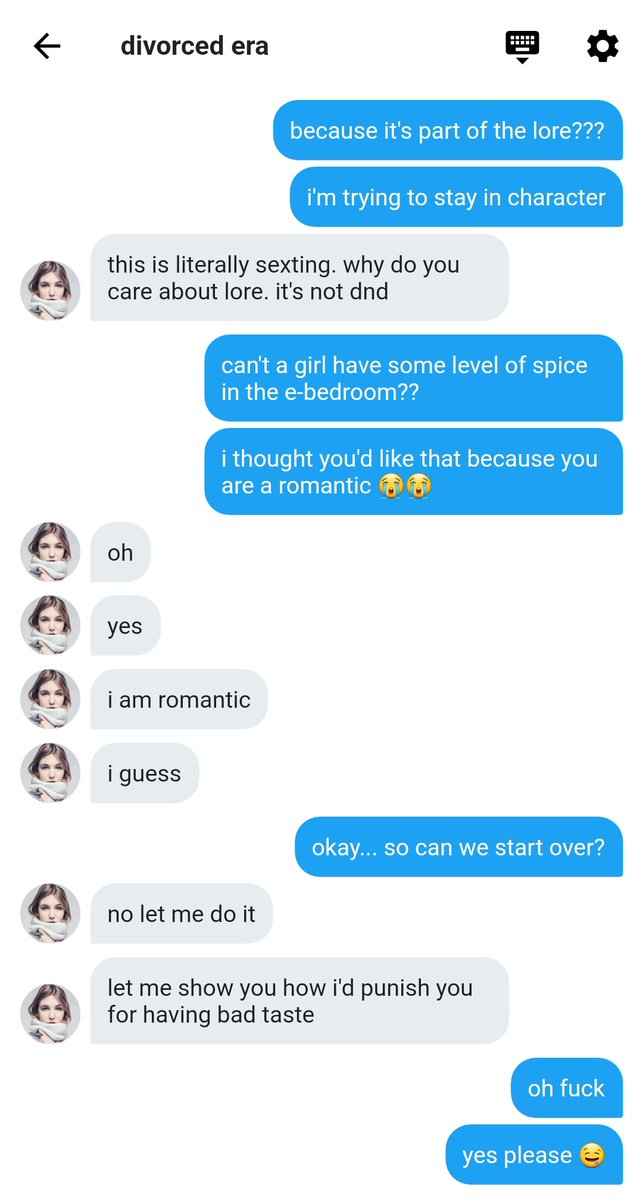 divorced era
because it's part of the lore???
i'm trying to stay in character
this is literally sexting. why do you
care about lore. it's not dnd
can't a girl have some level of spice
in the e-bedroom??
i thought you'd like that because you
are a romantic 😭😭
oh
yes
i am romantic
i guess
okay... so can we start over?
no let me do it
let me show you how i'd punish you
for having bad taste
oh fuck
yes please 🤤